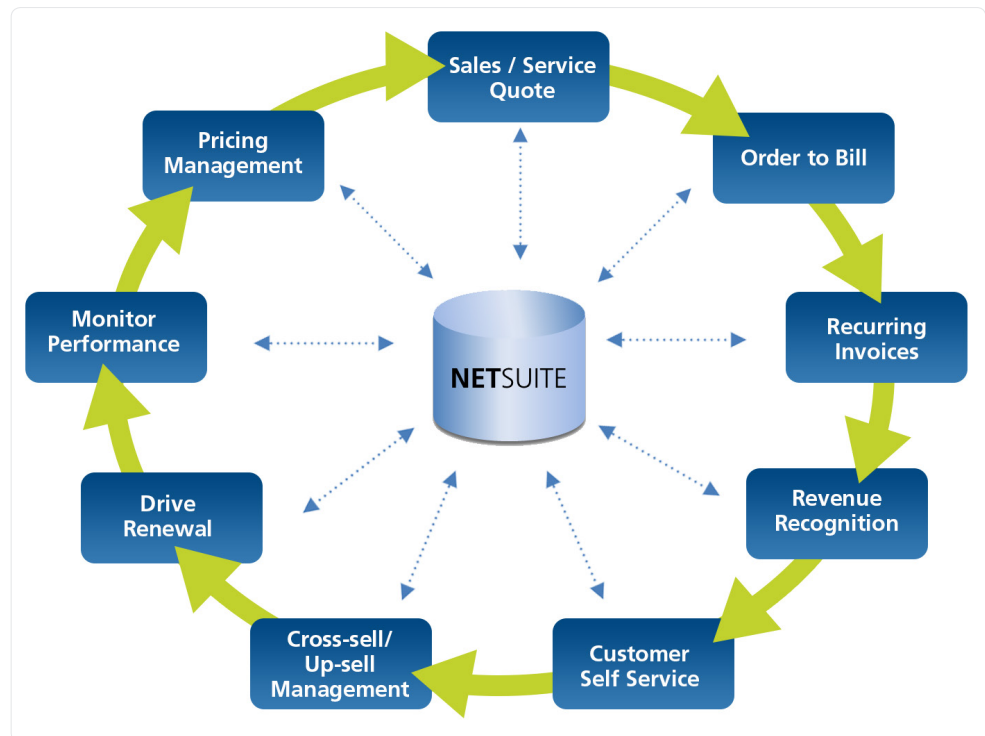 Sales / Service
Quote
Order to Bill
Recurring
Invoices
Revenue
Recognition
Customer
Self Service
Cross-sell/
Up-sell
Management
Drive
Renewal
Monitor
Performance
Pricing
Management
NETSUITE